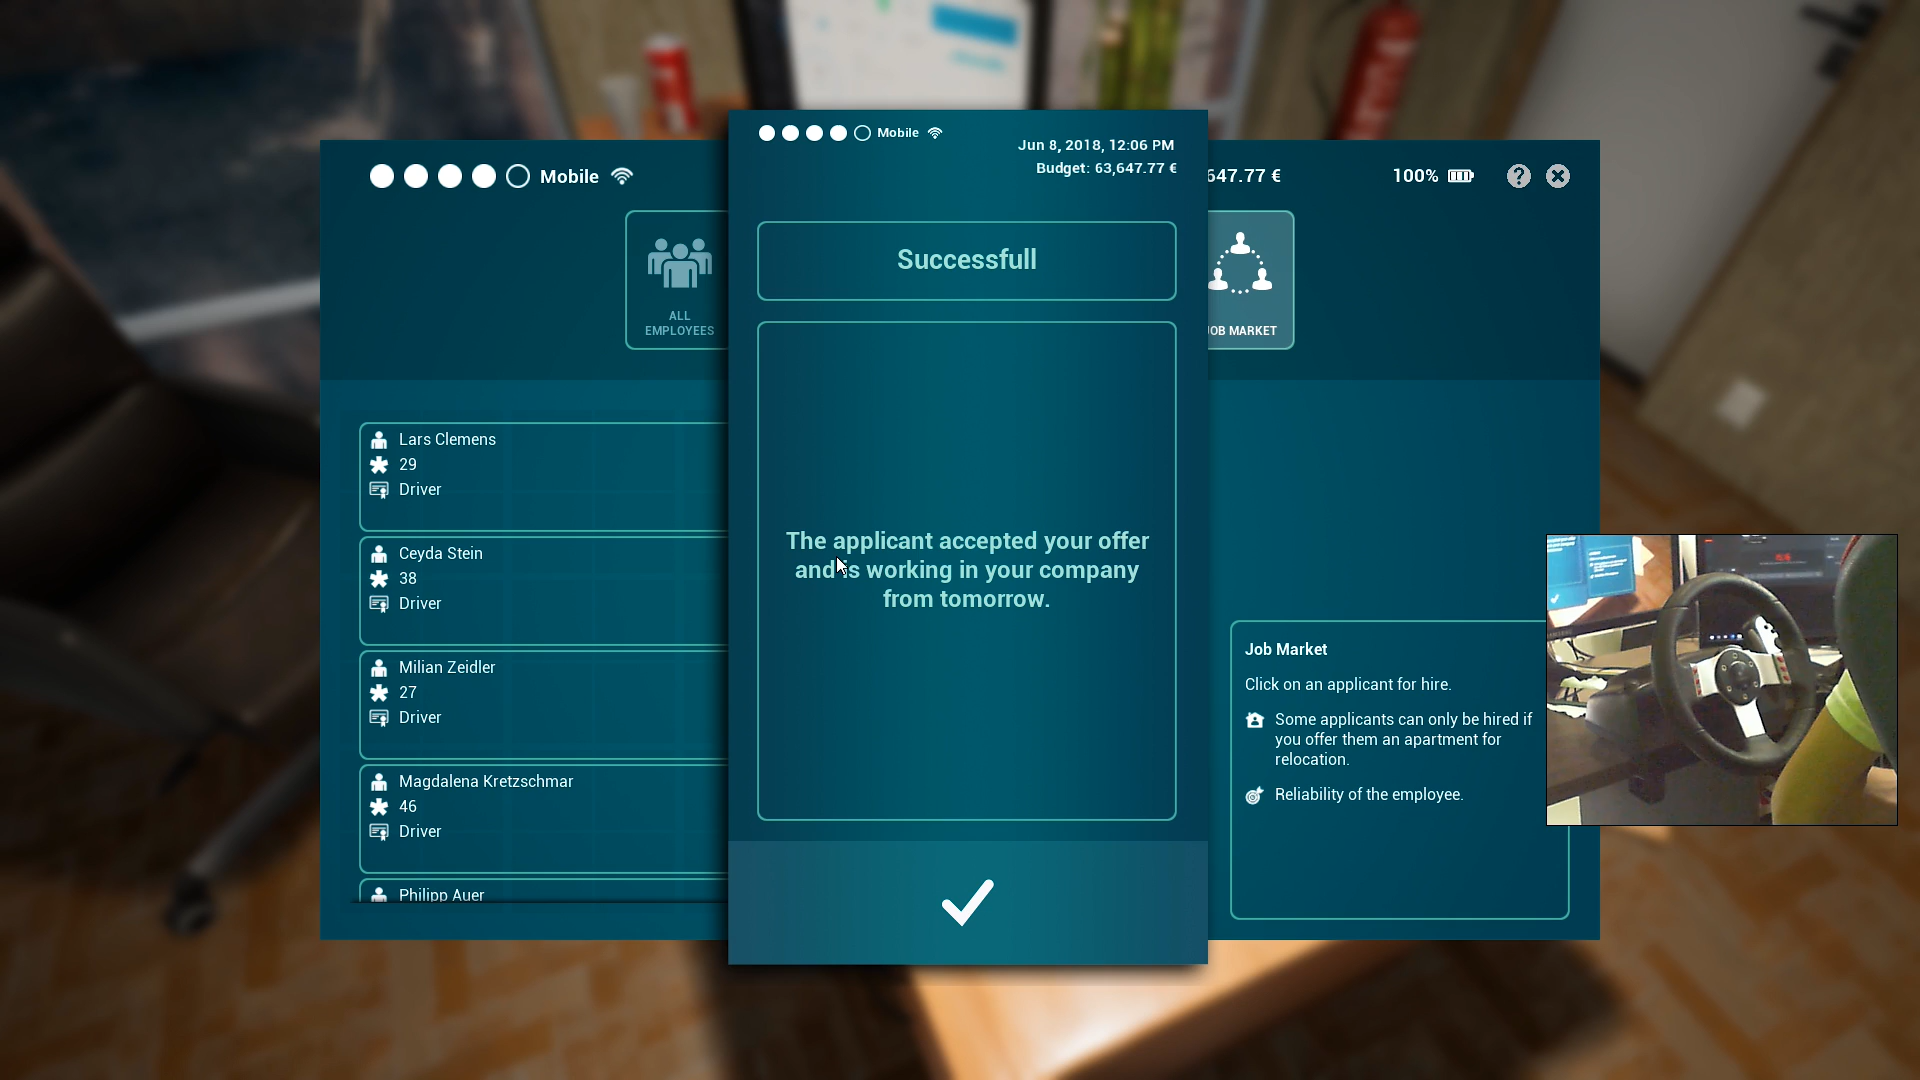 Mobile
Jun 8, 2018, 12:06 PM
Budget: 63,647.77 €
Mobile
647.77 €
100%
?
ALL
EMPLOYEES
JOB MARKET
Successfull
The applicant accepted your offer
and is working in your company
from tomorrow.
Lars Clemens
29
Driver
Ceyda Stein
38
Driver
Milian Zeidler
27
Driver
Magdalena Kretzschmar
46
Driver
Philipp Auer
Job Market
Click on an applicant for hire.
Some applicants can only be hired if
you offer them an apartment for
relocation.
Reliability of the employee.